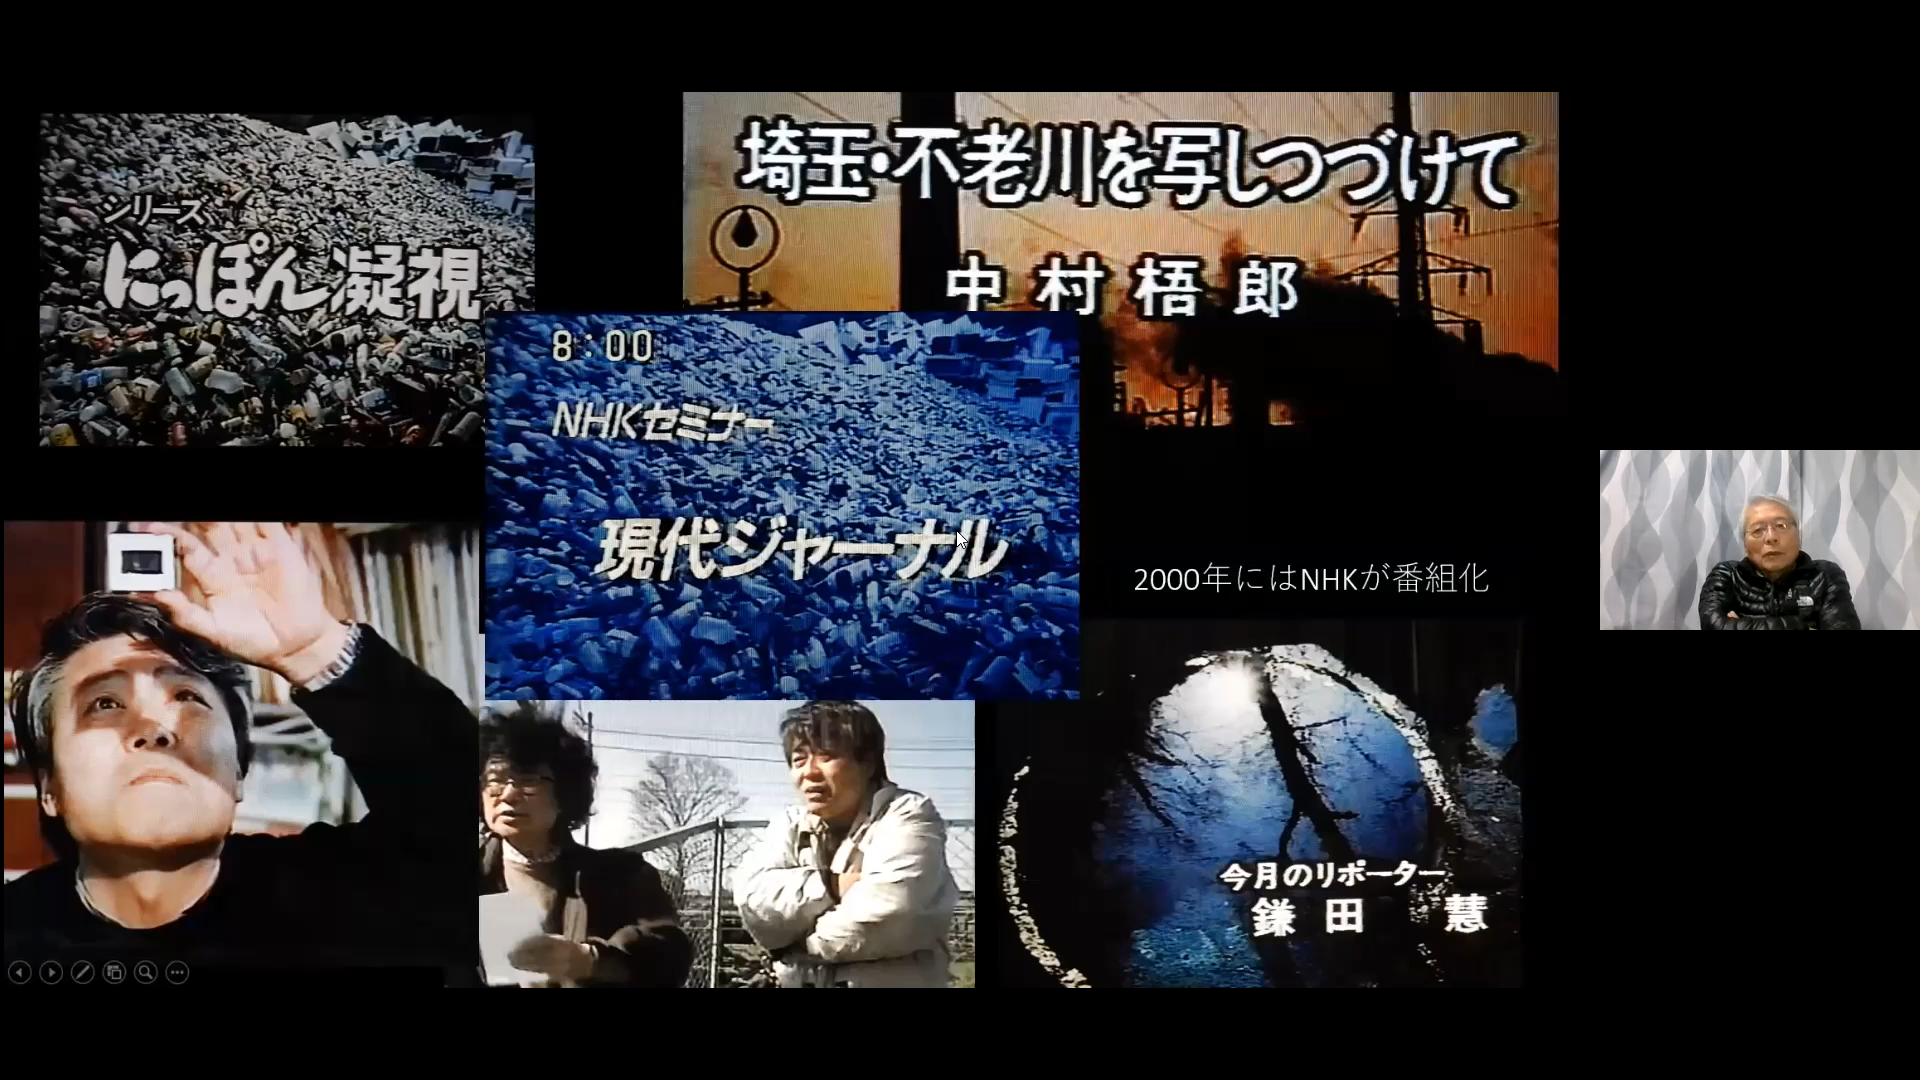 シリーズ
にっぽん凝視
埼玉・不老川を写しつづけて
中村梧郎
8:00
NHKセミナー
現代ジャーナル
2000年にはNHKが番組化
今月のリポーター
鎌田 慧